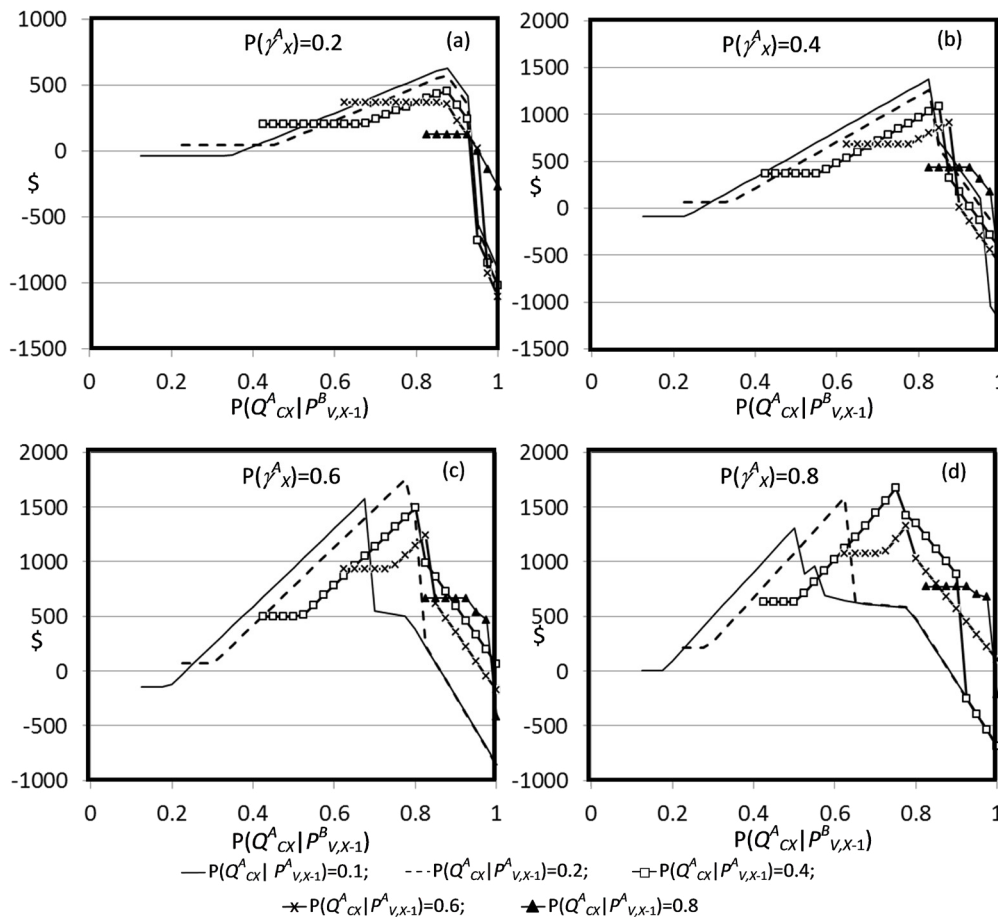 P(γ^A_X)=0.2 (a)
1000
500
0
$
-500
-1000
-1500
0 0.2 0.4 0.6 0.8 1
P(Q^A_CX|P^B_V,X-1)
P(γ^A_X)=0.4 (b)
2000
1500
1000
500
$
0
-500
-1000
-1500
0 0.2 0.4 0.6 0.8 1
P(Q^A_CX|P^B_V,X-1)
P(γ^A_X)=0.6 (c)
2000
1500
1000
500
$
0
-500
-1000
0 0.2 0.4 0.6 0.8 1
P(Q^A_CX|P^B_V,X-1)
P(γ^A_X)=0.8 (d)
2000
1500
1000
500
$
0
-500
-1000
0 0.2 0.4 0.6 0.8 1
P(Q^A_CX|P^B_V,X-1)
P(Q^A_CX| P^A_V,X-1)=0.1; P(Q^A_CX|P^A_V,X-1)=0.2; P(Q^A_CX|P^A_V,X-1)=0.4;
P(Q^A_CX|P^A_V,X-1)=0.6; P(Q^A_CX|P^A_V,X-1)=0.8